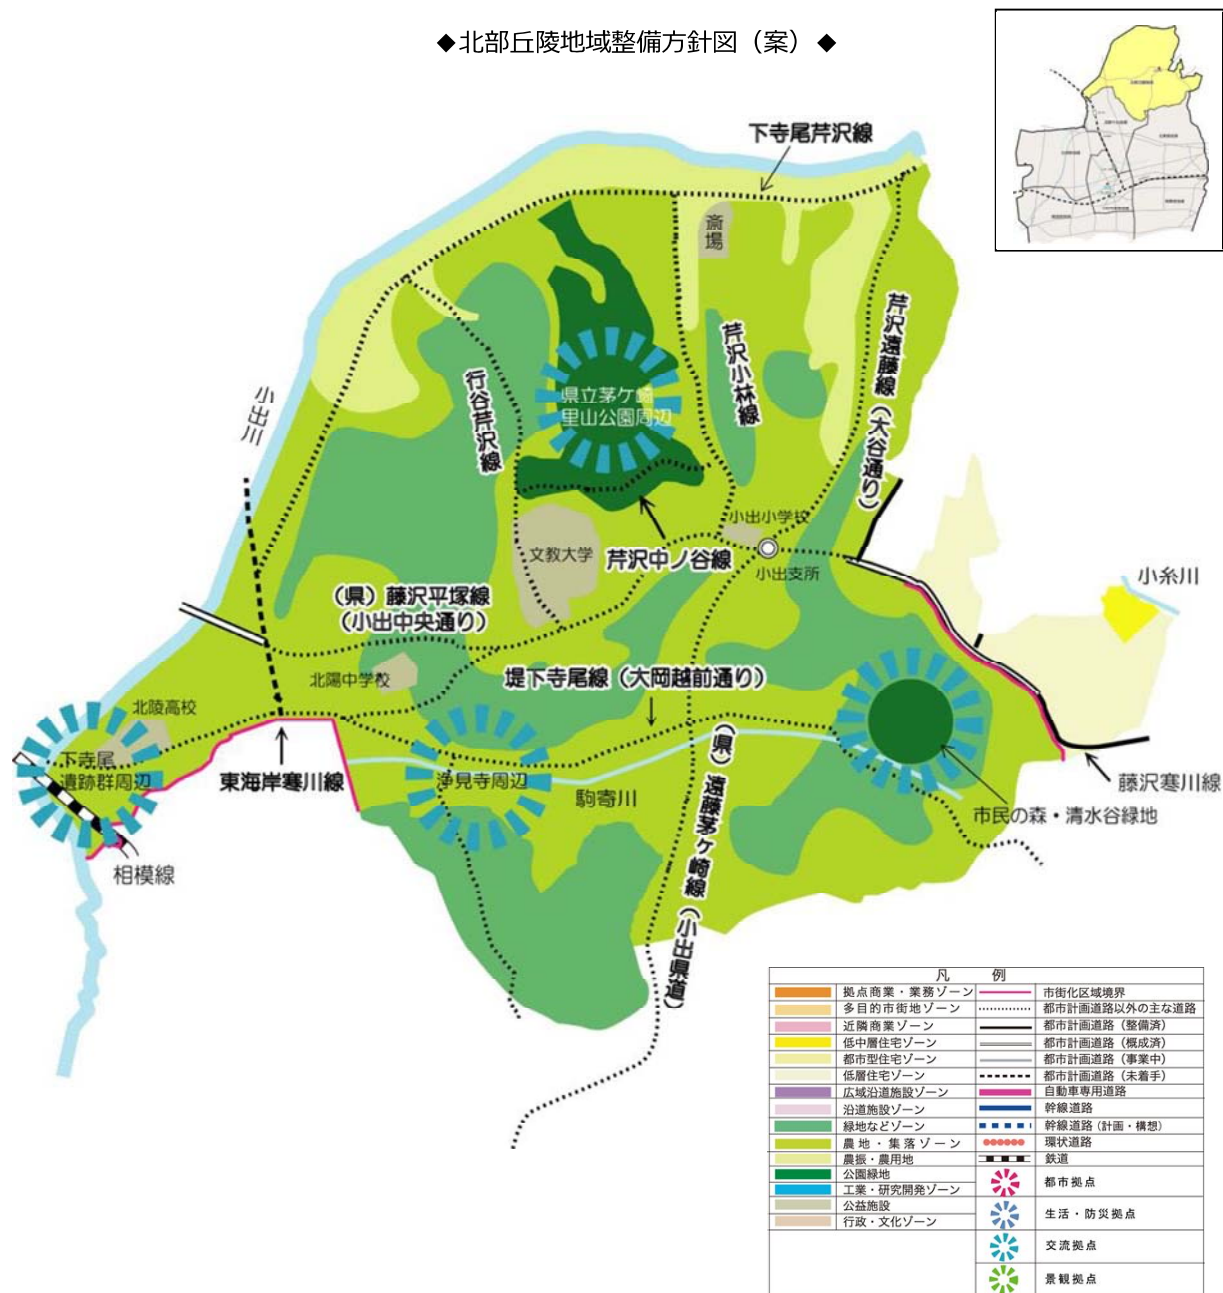 ◆北部丘陵地域整備方針図（案）◆
下寺尾芹沢線
斎場
芹沢遠藤線（大谷通り）
芹沢小林線
行谷芹沢線
小出川
県立茅ケ崎
里山公園周辺
小出小学校
文教大学
芹沢中ノ谷線
小出支所
小糸川
（県）藤沢平塚線
（小出中央通り）
北陽中学校
堤下寺尾線（大岡越前通り）
北陵高校
下寺尾
遺跡群周辺
東海岸寒川線
浄見寺周辺
駒寄川
（県）遠藤茅ヶ崎線（小出県道）
藤沢寒川線
市民の森・清水谷緑地
相模線
凡 例
拠点商業・業務ゾーン
多目的市街地ゾーン
近隣商業ゾーン
低中層住宅ゾーン
都市型住宅ゾーン
低層住宅ゾーン
広域沿道施設ゾーン
沿道施設ゾーン
緑地などゾーン
農地・集落ゾーン
農振・農用地
公園緑地
工業・研究開発ゾーン
公益施設
行政・文化ゾーン
市街化区域境界
都市計画道路以外の主な道路
都市計画道路（整備済）
都市計画道路（概成済）
都市計画道路（事業中）
都市計画道路（未着手）
自動車専用道路
幹線道路
幹線道路（計画・構想）
環状道路
鉄道
都市拠点
生活・防災拠点
交流拠点
景観拠点